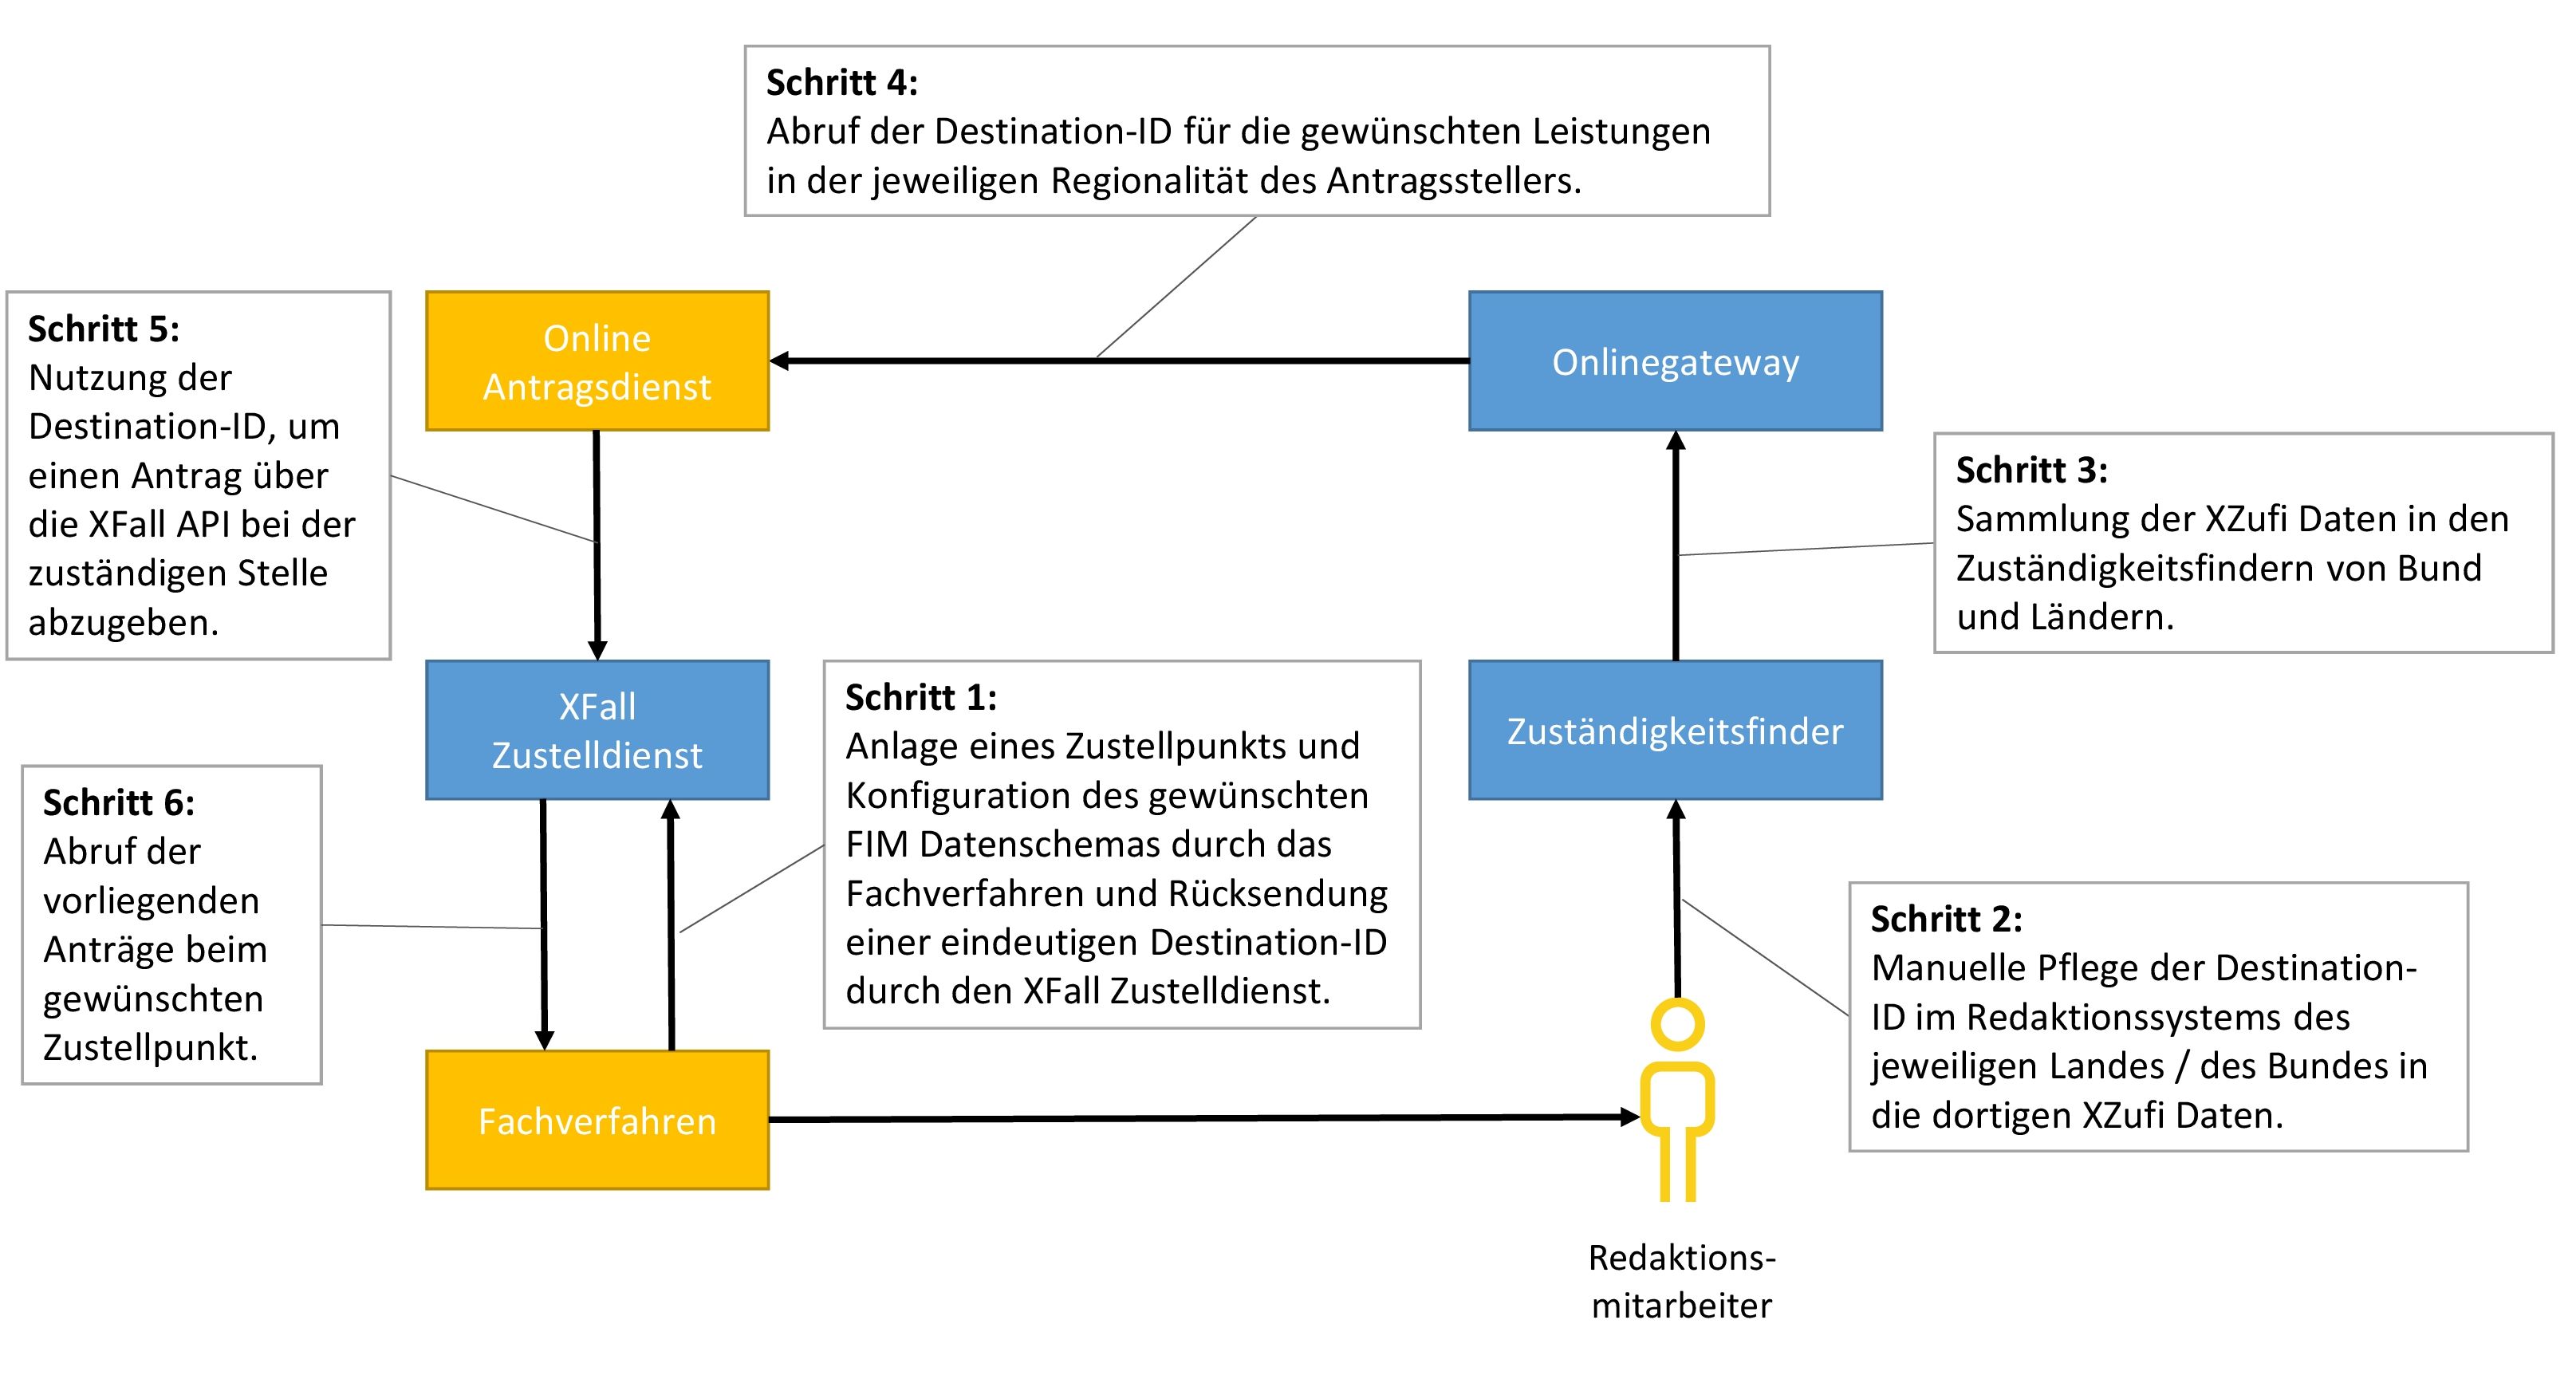 Schritt 4:
Abruf der Destination-ID für die gewünschten Leistungen
in der jeweiligen Regionalität des Antragsstellers.
Schritt 5:
Nutzung der
Destination-ID, um
einen Antrag über
die XFall API bei der
zuständigen Stelle
abzugeben.
Online
Antragsdienst
Onlinegateway
Schritt 3:
Sammlung der XZufi Daten in den
Zuständigkeitsfindern von Bund
und Ländern.
XFall
Zustelldienst
Schritt 1:
Anlage eines Zustellpunkts und
Konfiguration des gewünschten
FIM Datenschemas durch das
Fachverfahren und Rücksendung
einer eindeutigen Destination-ID
durch den XFall Zustelldienst.
Zuständigkeitsfinder
Schritt 6:
Abruf der
vorliegenden
Anträge beim
gewünschten
Zustellpunkt.
Schritt 2:
Manuelle Pflege der Destination-
ID im Redaktionssystems des
jeweiligen Landes / des Bundes in
die dortigen XZufi Daten.
Fachverfahren
Redaktions-
mitarbeiter